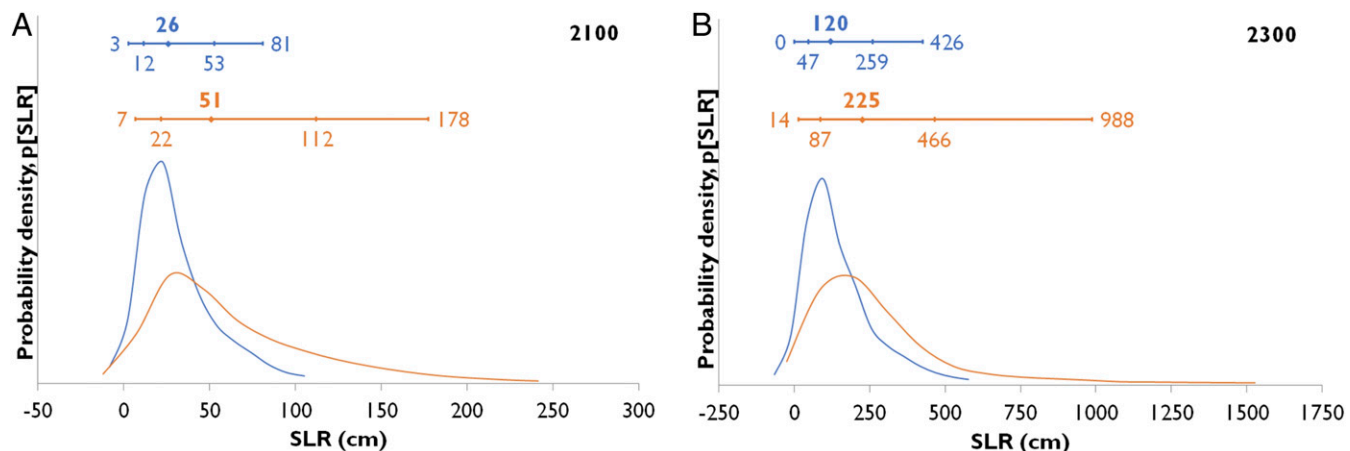 A
2100
26
3 81
12 53
51
7 178
22 112
Probability density, p[SLR]
-50 0 50 100 150 200 250 300
SLR (cm)
B
2300
120
0 426
47 259
225
14 988
87 466
Probability density, p[SLR]
-250 0 250 500 750 1000 1250 1500 1750
SLR (cm)